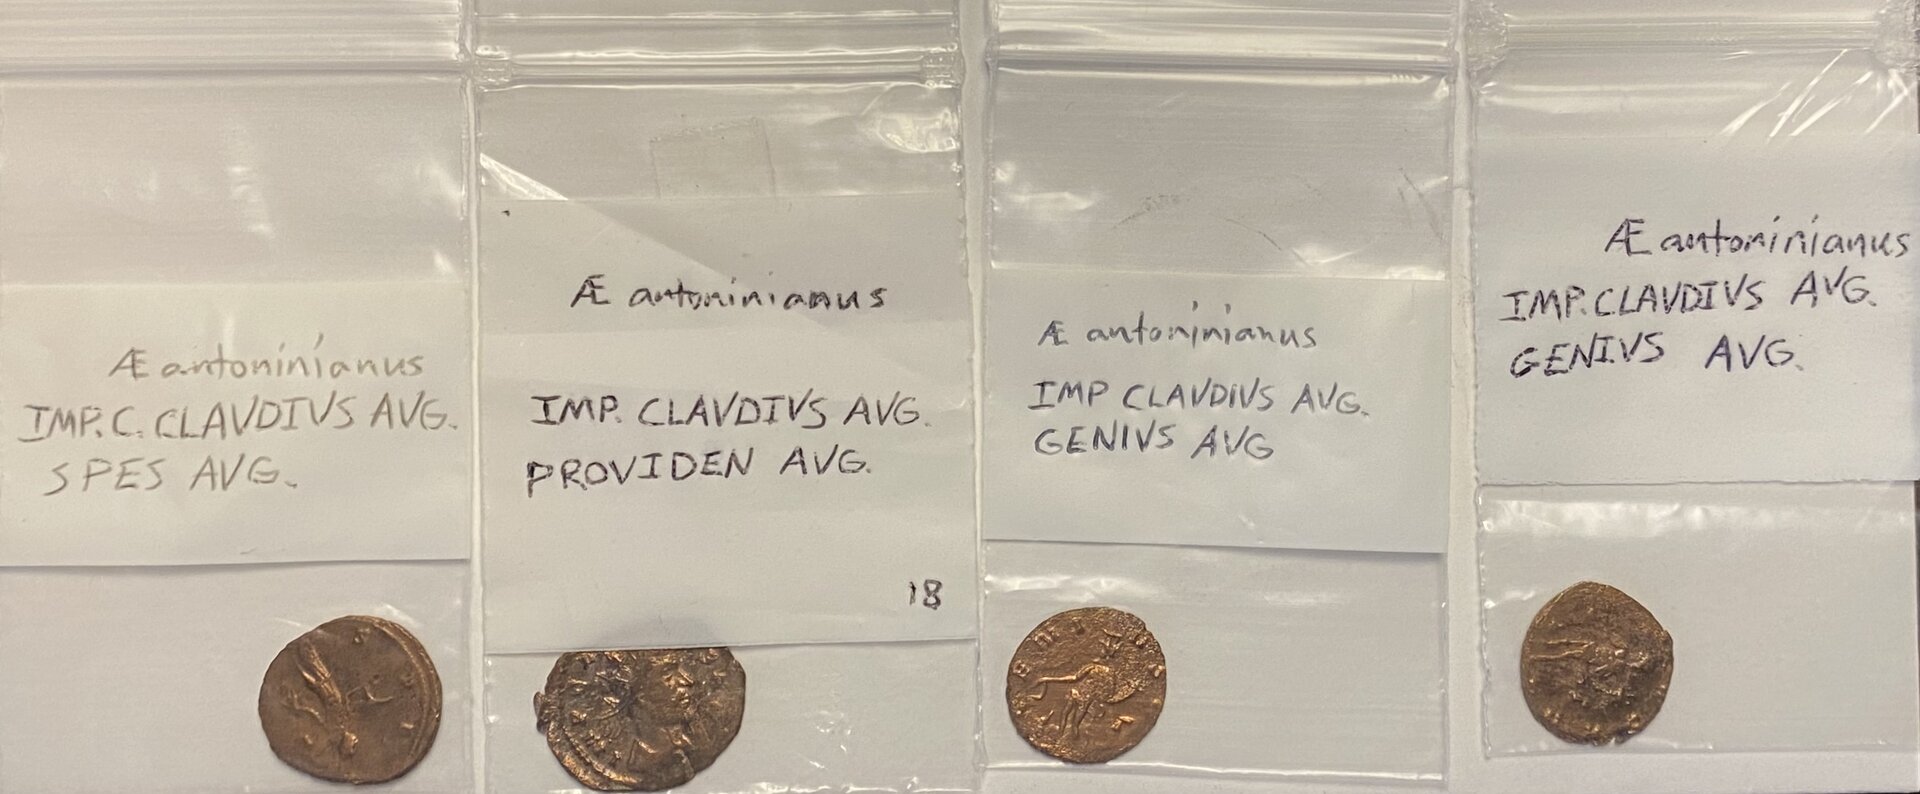 Æ antoninianus
IMP. C. CLAVDIVS AVG.
SPES AVG.
Æ antoninianus
IMP. CLAVDIVS AVG.
PROVIDEN AVG.
18
Æ antoninianus
IMP CLAVDIVS AVG.
GENIVS AVG
Æ antoninianus
IMP. CLAVDIVS AVG.
GENIVS AVG.